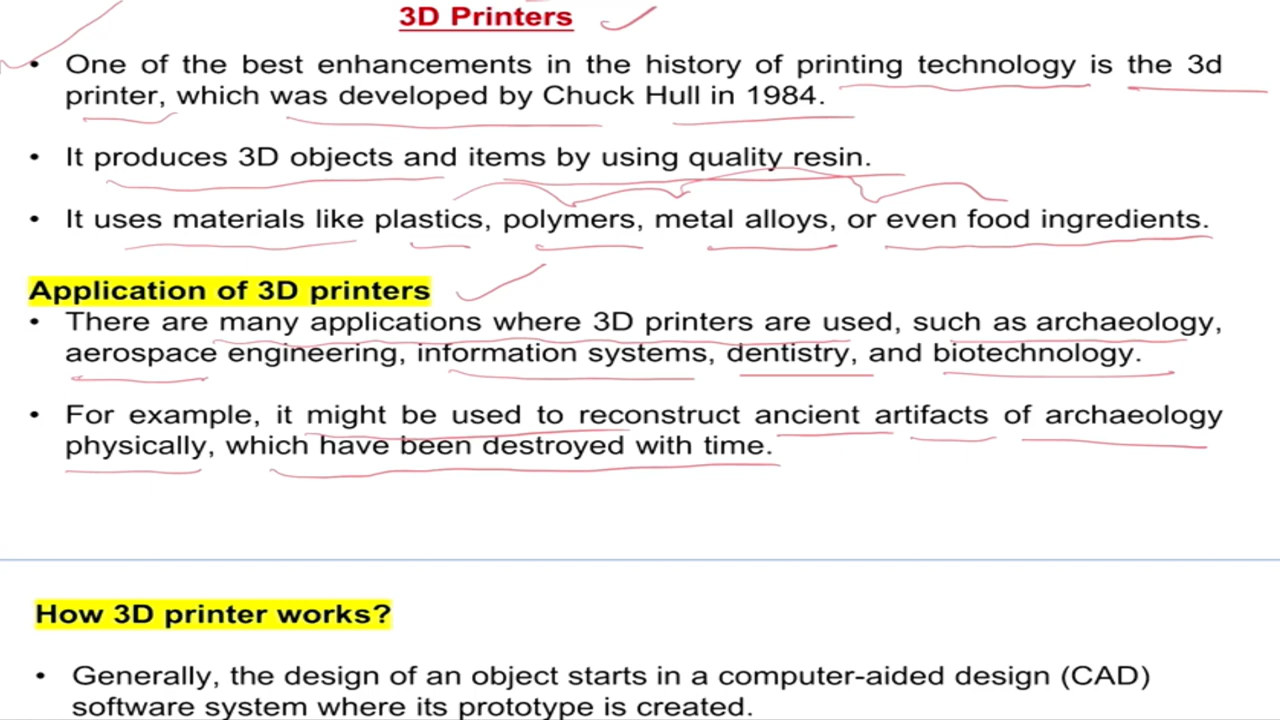 3D Printers
• One of the best enhancements in the history of printing technology is the 3d
printer, which was developed by Chuck Hull in 1984.
• It produces 3D objects and items by using quality resin.
• It uses materials like plastics, polymers, metal alloys, or even food ingredients.
Application of 3D printers
• There are many applications where 3D printers are used, such as archaeology,
aerospace engineering, information systems, dentistry, and biotechnology.
• For example, it might be used to reconstruct ancient artifacts of archaeology
physically, which have been destroyed with time.
How 3D printer works?
• Generally, the design of an object starts in a computer-aided design (CAD)
software system where its prototype is created.